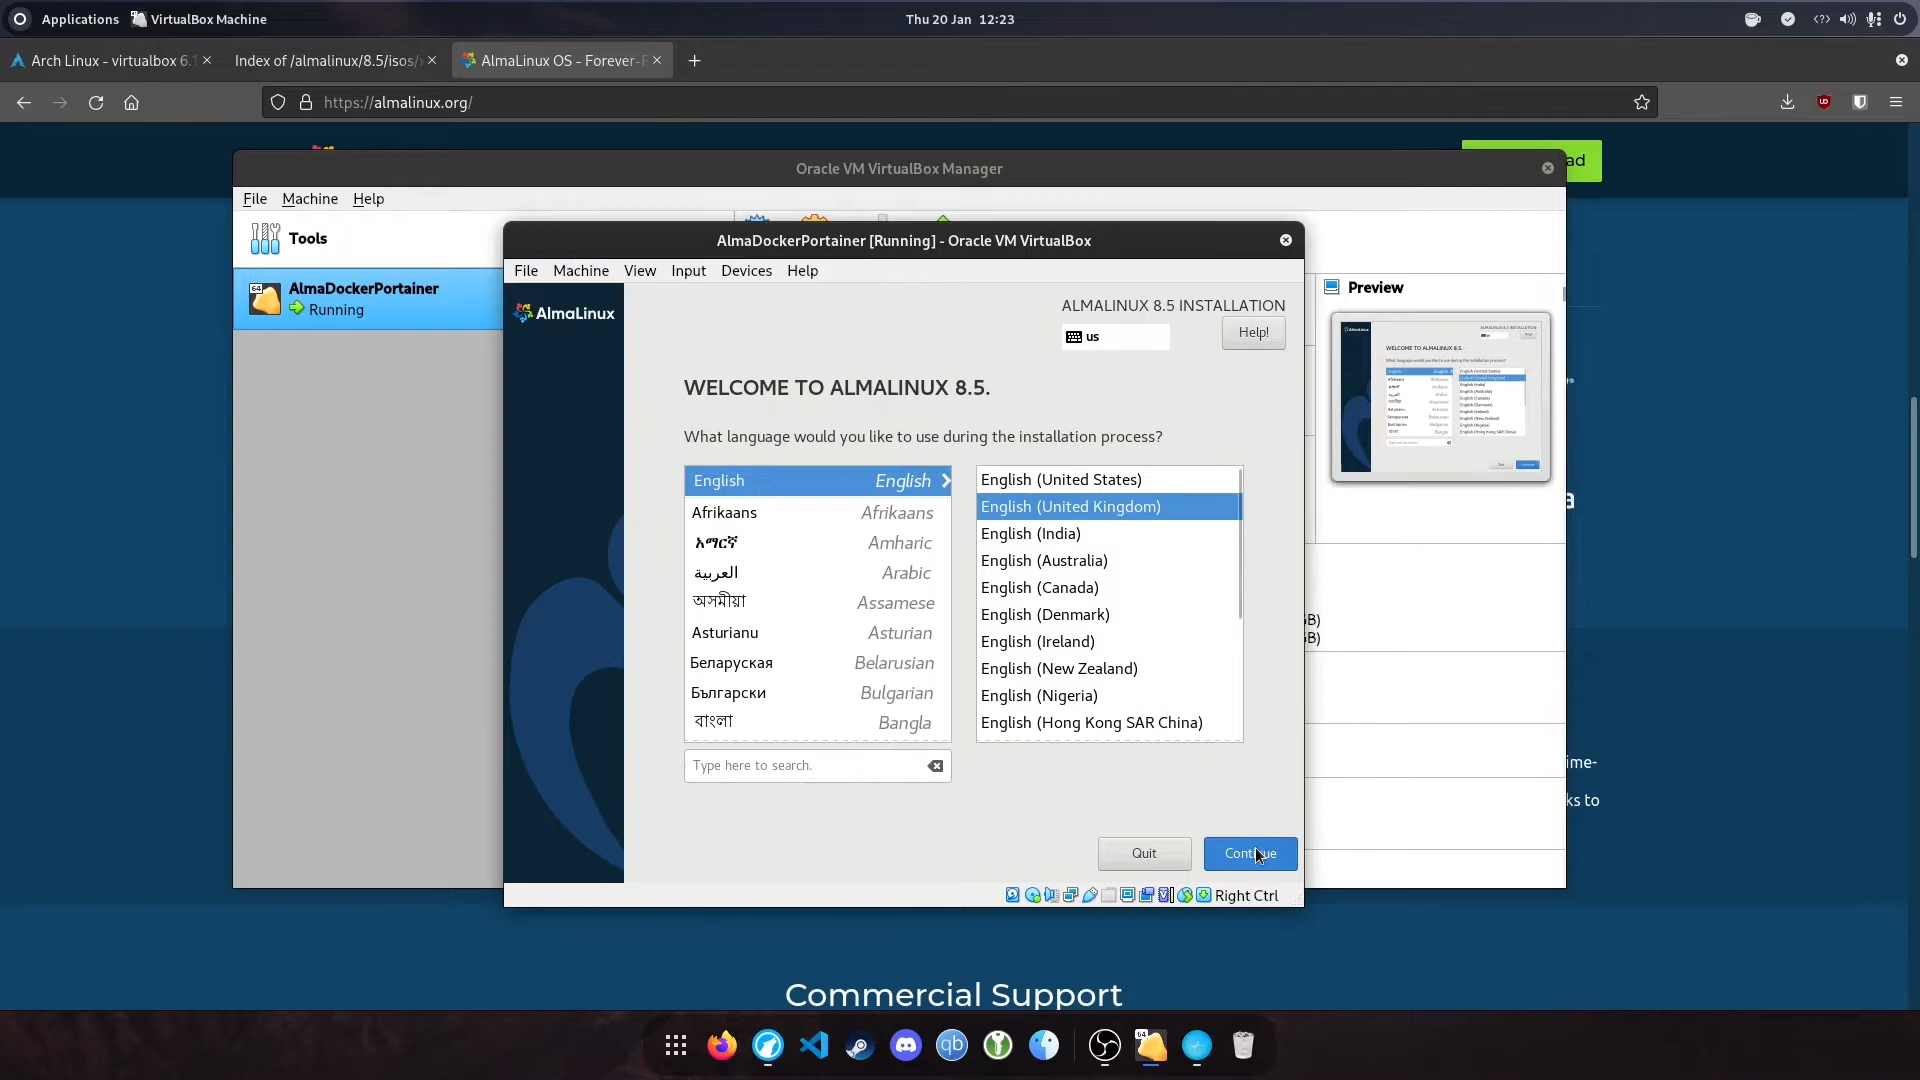 Applications
VirtualBox Machine
Thu 20 Jan 12:23
Arch Linux - virtualbox 6.1
Index of /almalinux/8.5/isos/
AlmaLinux OS - Forever-F
https://almalinux.org/
ad
Oracle VM VirtualBox Manager
File Machine Help
Tools
64
AlmaDockerPortainer
Running
Preview
AlmaDockerPortainer [Running] - Oracle VM VirtualBox
File Machine View Input Devices Help
AlmaLinux
ALMALINUX 8.5 INSTALLATION
us
Help!
WELCOME TO ALMALINUX 8.5.
What language would you like to use during the installation process?
English English
Afrikaans Afrikaans
አማርኛ Amharic
العربية Arabic
অসমীয়া Assamese
Asturianu Asturian
Беларуская Belarusian
Български Bulgarian
বাংলা Bangla
Type here to search.
English (United States)
English (United Kingdom)
English (India)
English (Australia)
English (Canada)
English (Denmark)
English (Ireland)
English (New Zealand)
English (Nigeria)
English (Hong Kong SAR China)
Quit
Continue
Right Ctrl
a
ime-
ks to
Commercial Support
qb
64